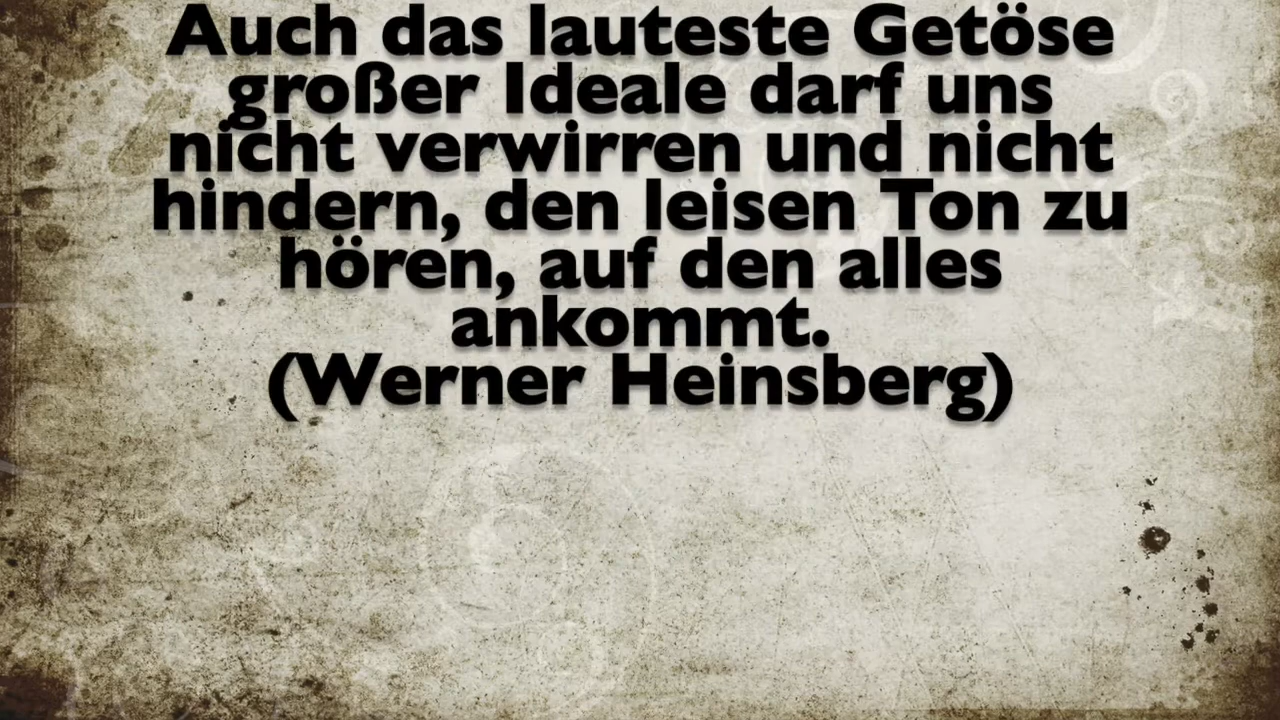 Auch das lauteste Getöse
großer Ideale darf uns
nicht verwirren und nicht
hindern, den leisen Ton zu
hören, auf den alles
ankommt.
(Werner Heinsberg)